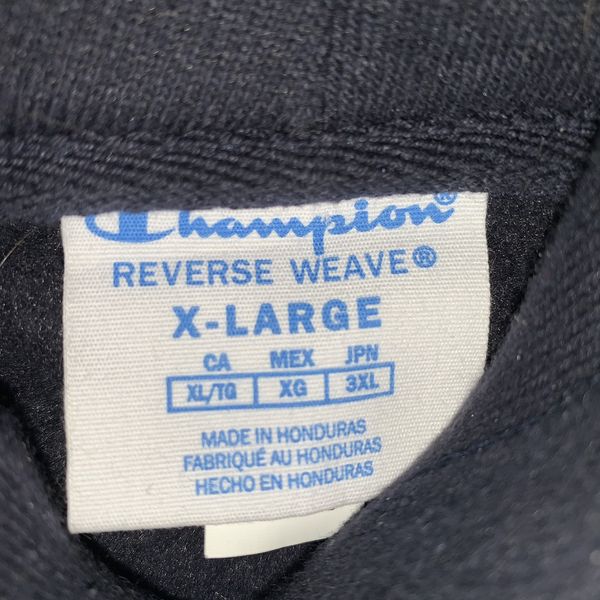 Champion®
REVERSE WEAVE®
X-LARGE
CA MEX JPN
XL/TG XG 3XL
MADE IN HONDURAS
FABRIQUÉ AU HONDURAS
HECHO EN HONDURAS